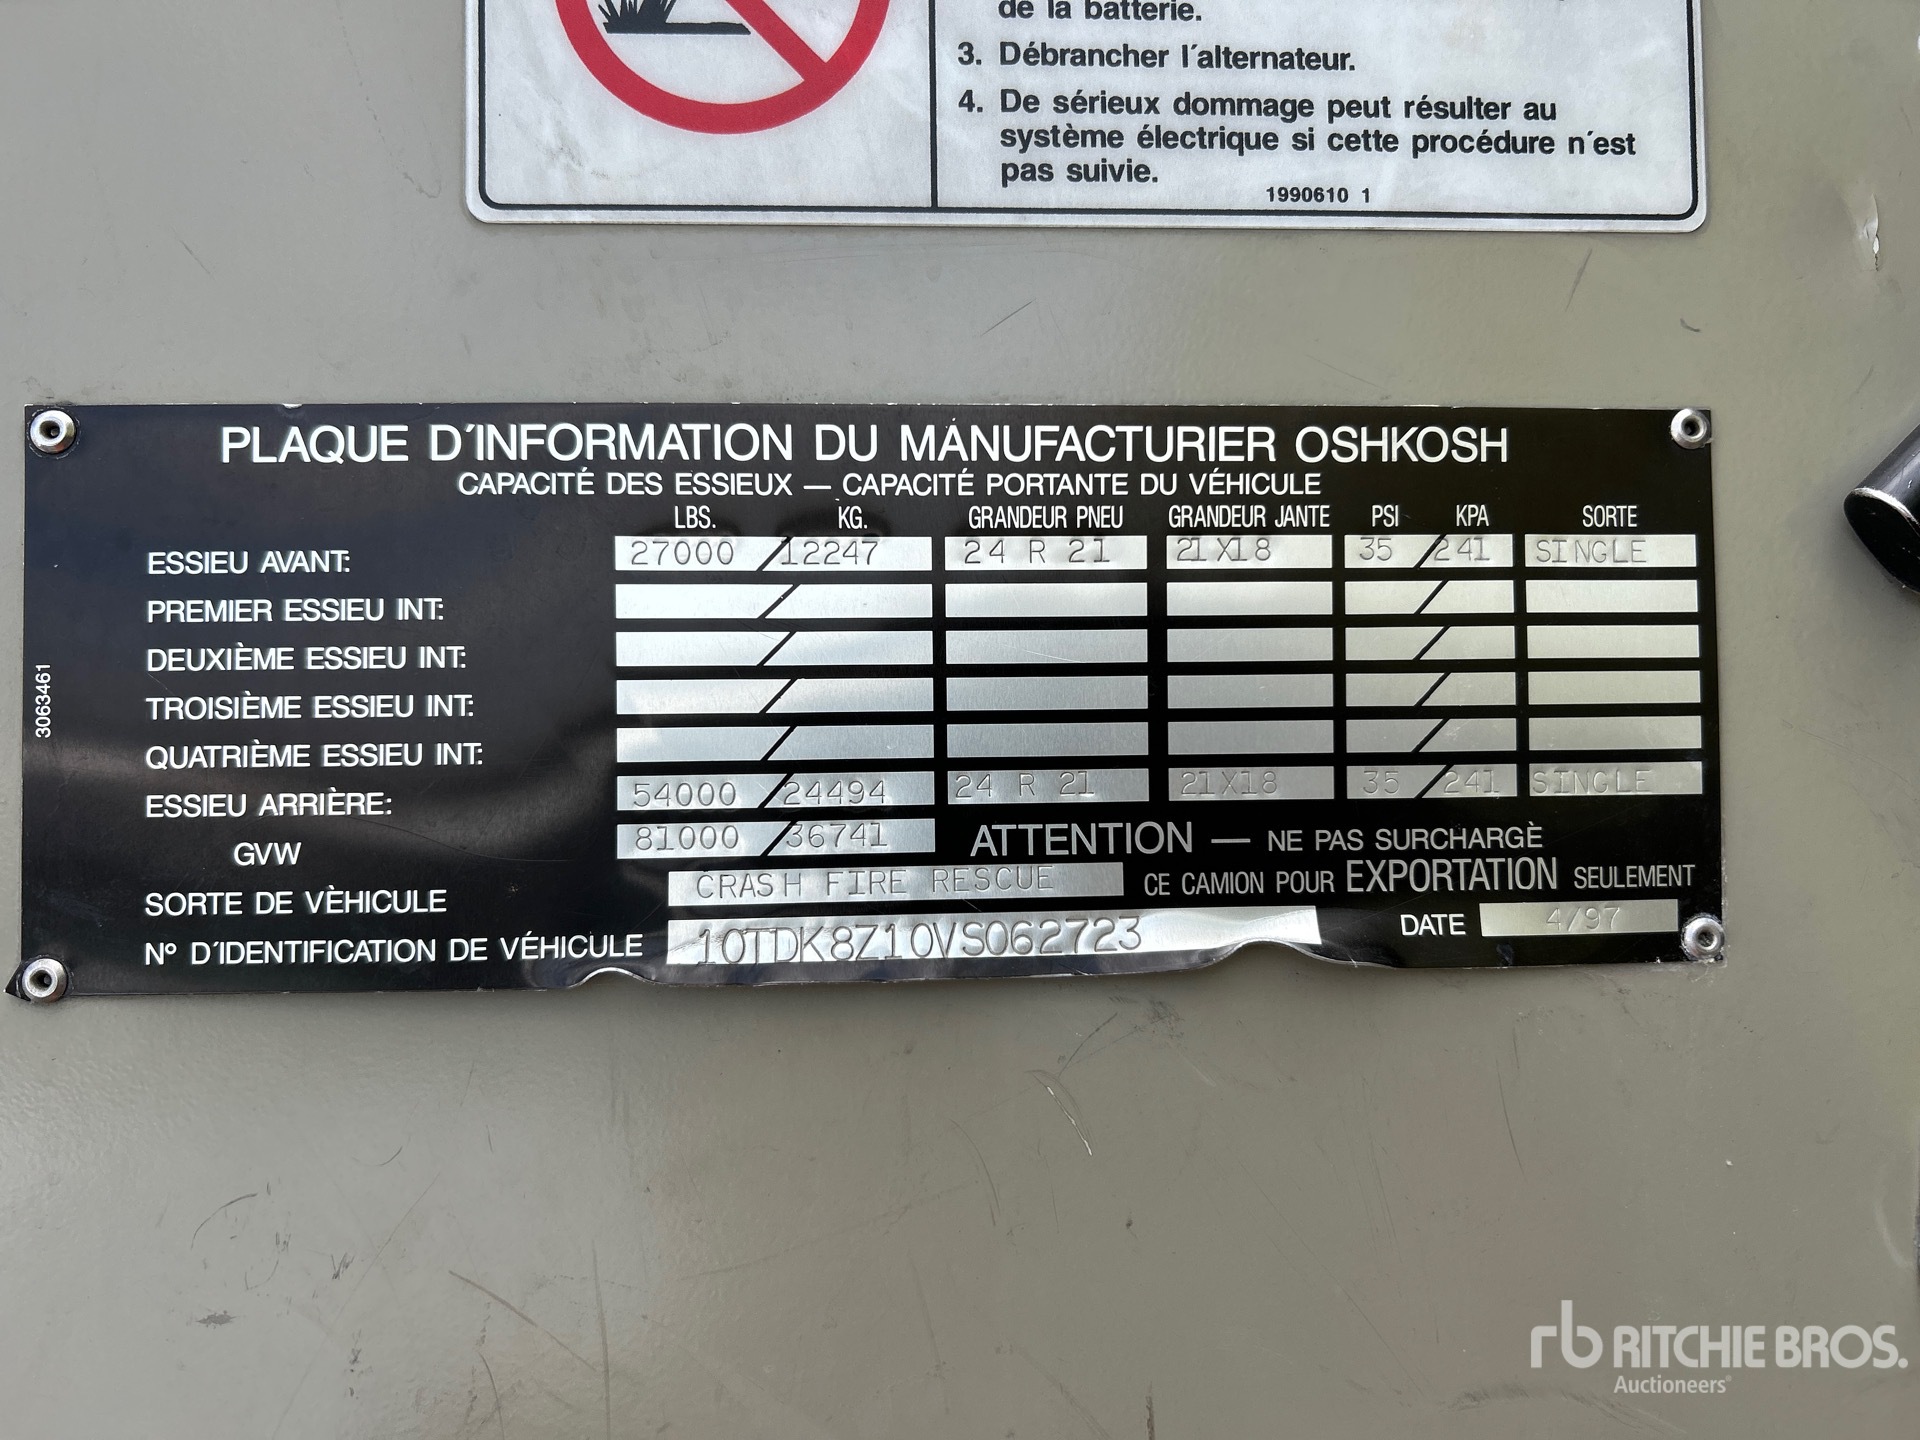 de la batterie.
3. Débrancher l´alternateur.
4. De sérieux dommage peut résulter au
système électrique si cette procédure n´est
pas suivie.
1990610 1
PLAQUE D´INFORMATION DU MANUFACTURIER OSHKOSH
CAPACITÉ DES ESSIEUX — CAPACITÉ PORTANTE DU VÉHICULE
LBS. KG. GRANDEUR PNEU GRANDEUR JANTE PSI KPA SORTE
ESSIEU AVANT: 27000 / 12247 24 R 21 21X18 35 / 241 SINGLE
PREMIER ESSIEU INT: / /
DEUXIÈME ESSIEU INT: / /
TROISIÈME ESSIEU INT: / /
QUATRIÈME ESSIEU INT: / /
ESSIEU ARRIÈRE: 54000 / 24494 24 R 21 21X18 35 / 241 SINGLE
GVW 81000 / 36741 ATTENTION — NE PAS SURCHARGÈ
SORTE DE VÈHICULE CRASH FIRE RESCUE CE CAMION POUR EXPORTATION SEULEMENT
Nº D´IDENTIFICATION DE VÉHICULE 10TDK8Z10VS062723 DATE 4/97
3063461
rb RITCHIE BROS.
Auctioneers